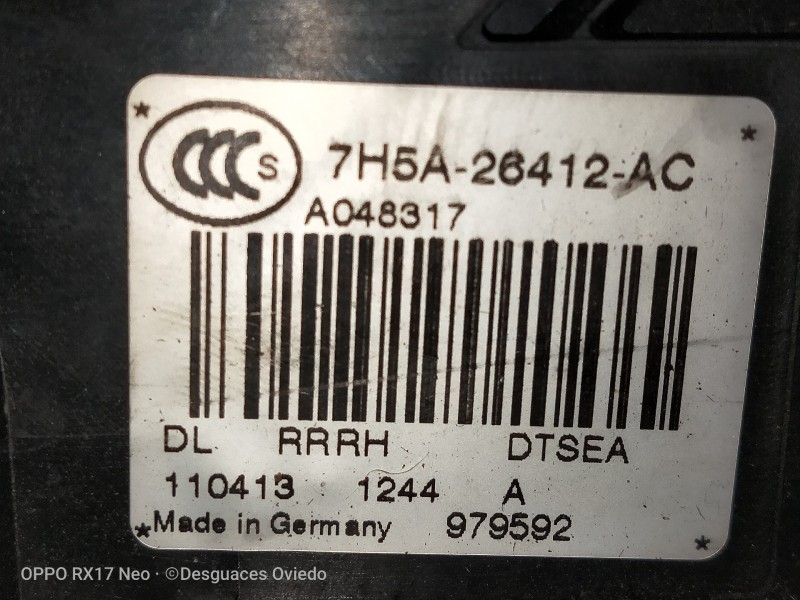 CCC S 7H5A-26412-AC
A048317
DL RRRH DTSEA
110413 1244 A
Made in Germany 979592
OPPO RX17 Neo · ©Desguaces Oviedo